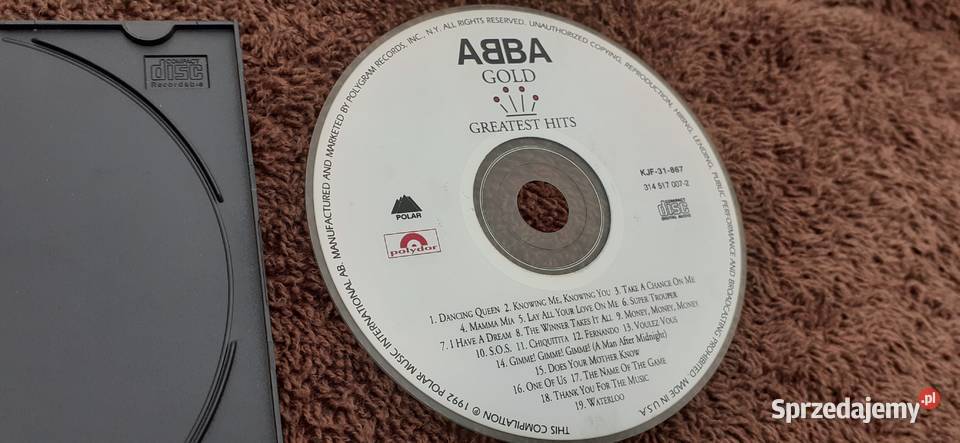 COMPACT
disc
Recordable
THIS COMPILATION ℗ 1992 POLAR MUSIC INTERNATIONAL AB. MANUFACTURED AND MARKETED BY POLYGRAM RECORDS, INC., N.Y. ALL RIGHTS RESERVED. UNAUTHORIZED COPYING, REPRODUCTION, HIRING, LENDING, PUBLIC PERFORMANCE AND BROADCASTING PROHIBITED. MADE IN U.S.A.
ABBA
GOLD
GREATEST HITS
KJF-31-867
314 517 007-2
COMPACT
disc
DIGITAL AUDIO
POLAR
polydor
1. DANCING QUEEN 2. KNOWING ME, KNOWING YOU 3. TAKE A CHANCE ON ME
4. MAMMA MIA 5. LAY ALL YOUR LOVE ON ME 6. SUPER TROUPER
7. I HAVE A DREAM 8. THE WINNER TAKES IT ALL 9. MONEY, MONEY, MONEY
10. S.O.S. 11. CHIQUITITA 12. FERNANDO 13. VOULEZ VOUS
14. GIMME! GIMME! GIMME! (A MAN AFTER MIDNIGHT)
15. DOES YOUR MOTHER KNOW
16. ONE OF US 17. THE NAME OF THE GAME
18. THANK YOU FOR THE MUSIC
19. WATERLOO
Sprzedajemy.pl